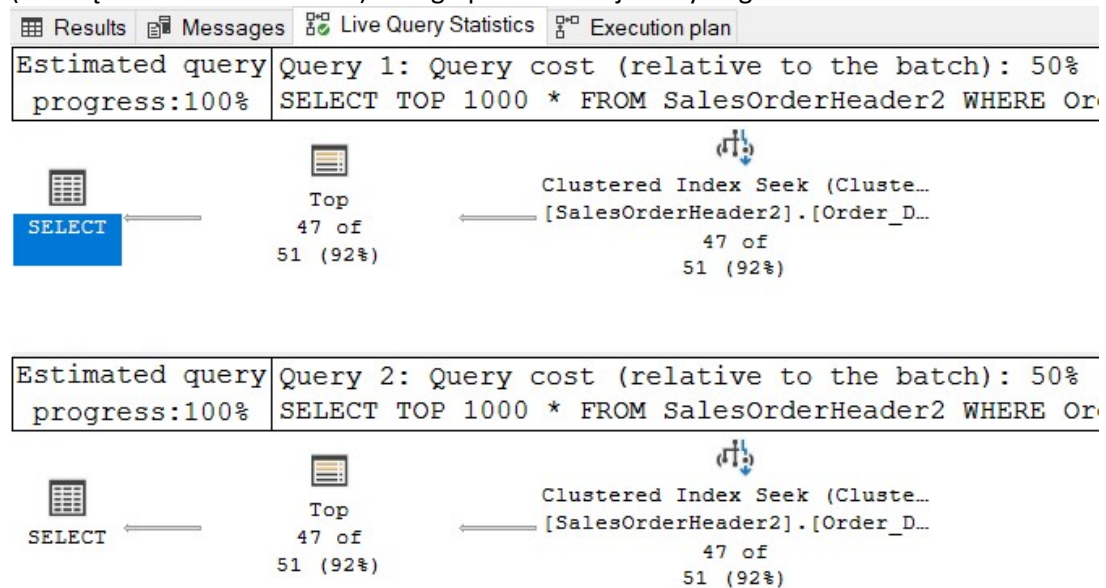 Results Messages Live Query Statistics Execution plan
Estimated query progress:100%
Query 1: Query cost (relative to the batch): 50%
SELECT TOP 1000 * FROM SalesOrderHeader2 WHERE Or
SELECT
Top
47 of
51 (92%)
Clustered Index Seek (Cluste…
[SalesOrderHeader2].[Order_D…
47 of
51 (92%)
Estimated query progress:100%
Query 2: Query cost (relative to the batch): 50%
SELECT TOP 1000 * FROM SalesOrderHeader2 WHERE Or
SELECT
Top
47 of
51 (92%)
Clustered Index Seek (Cluste…
[SalesOrderHeader2].[Order_D…
47 of
51 (92%)